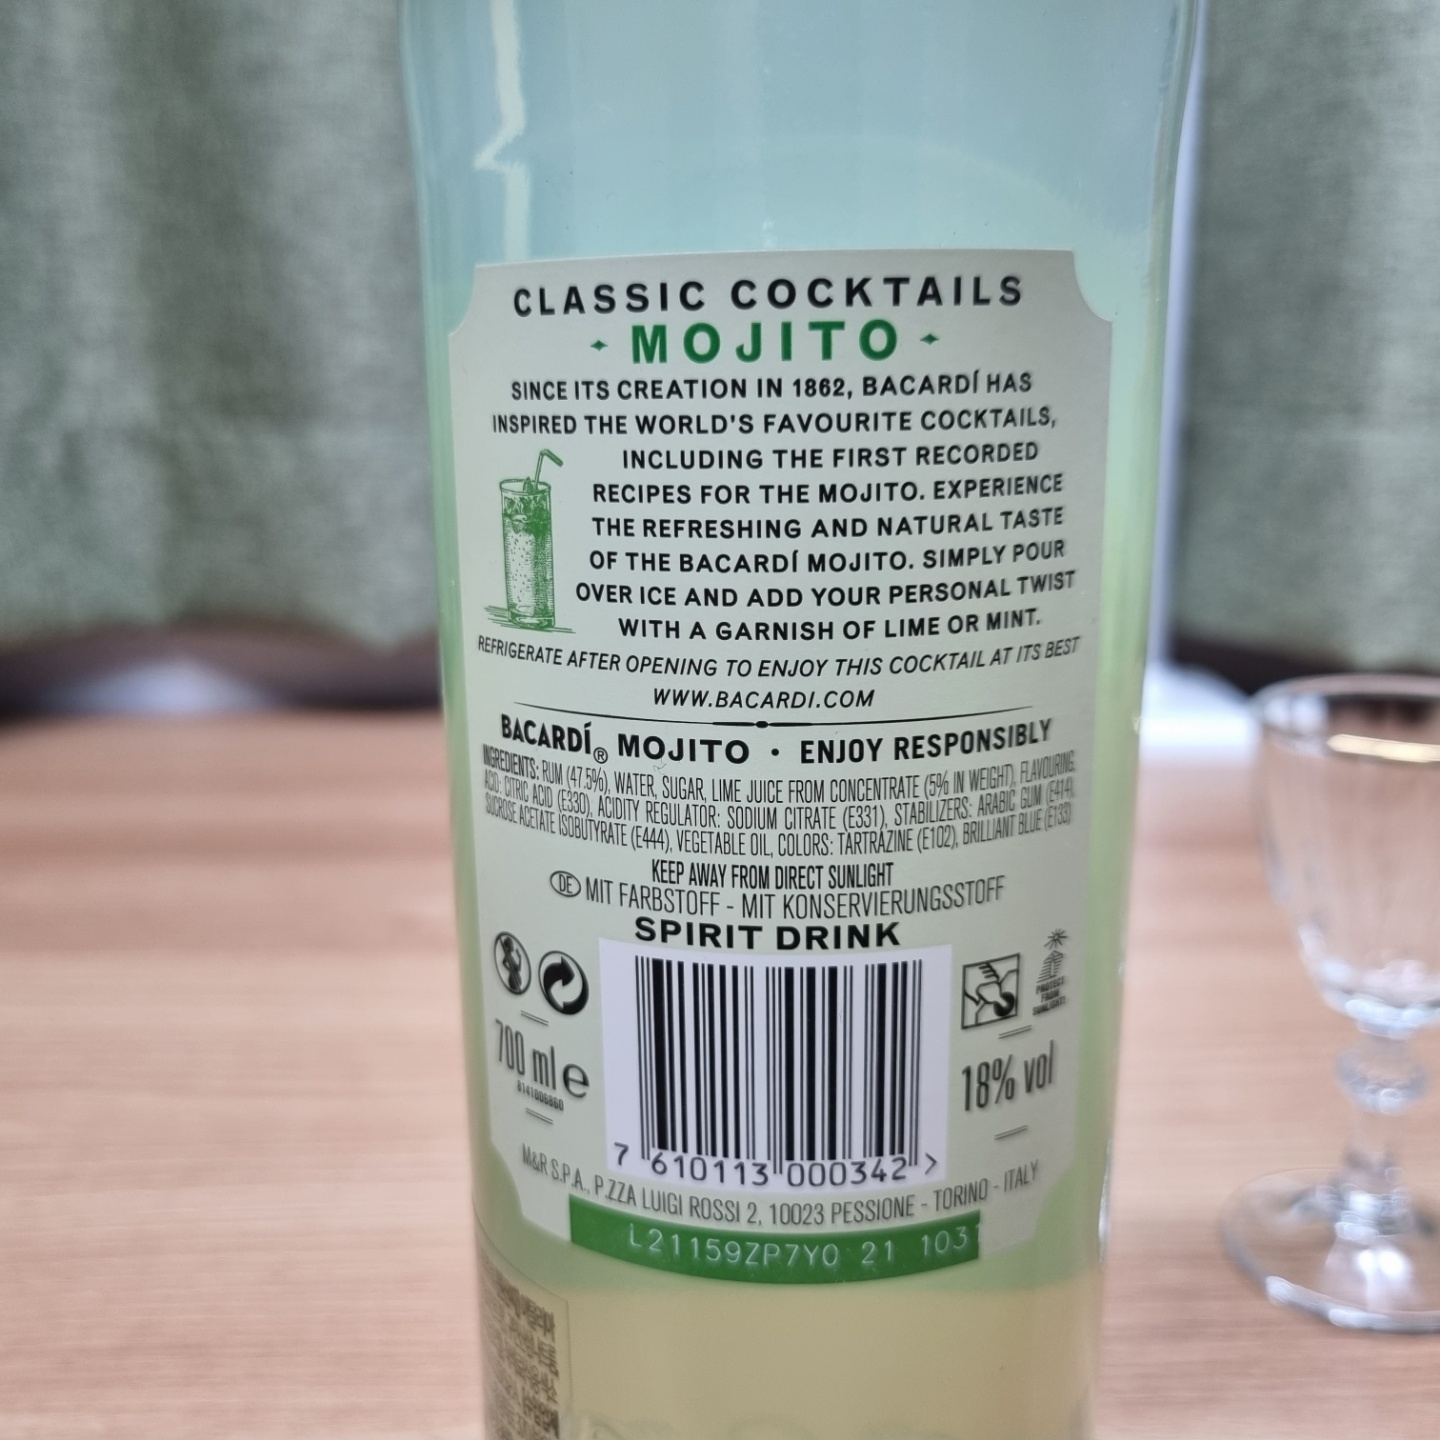 CLASSIC COCKTAILS
MOJITO
SINCE ITS CREATION IN 1862, BACARDÍ HAS
INSPIRED THE WORLD'S FAVOURITE COCKTAILS,
INCLUDING THE FIRST RECORDED
RECIPES FOR THE MOJITO. EXPERIENCE
THE REFRESHING AND NATURAL TASTE
OF THE BACARDÍ MOJITO. SIMPLY POUR
OVER ICE AND ADD YOUR PERSONAL TWIST
WITH A GARNISH OF LIME OR MINT.
REFRIGERATE AFTER OPENING TO ENJOY THIS COCKTAIL AT ITS BEST
WWW.BACARDI.COM
BACARDÍ® MOJITO · ENJOY RESPONSIBLY
INGREDIENTS: RUM (47.5%), WATER, SUGAR, LIME JUICE FROM CONCENTRATE (5% IN WEIGHT), FLAVOURING,
ACID: CITRIC ACID (E330), ACIDITY REGULATOR: SODIUM CITRATE (E331), STABILIZERS: ARABIC GUM (E414),
SUCROSE ACETATE ISOBUTYRATE (E444), VEGETABLE OIL, COLORS: TARTRAZINE (E102), BRILLIANT BLUE (E133)
KEEP AWAY FROM DIRECT SUNLIGHT
DE MIT FARBSTOFF - MIT KONSERVIERUNGSSTOFF
SPIRIT DRINK
PROTECT
FROM
SUNLIGHT!
700 ml e
8141006860
18% vol
7 610113 000342 >
M&R S.P.A., P.ZZA LUIGI ROSSI 2, 10023 PESSIONE - TORINO - ITALY
L21159ZP7Y0 21 103